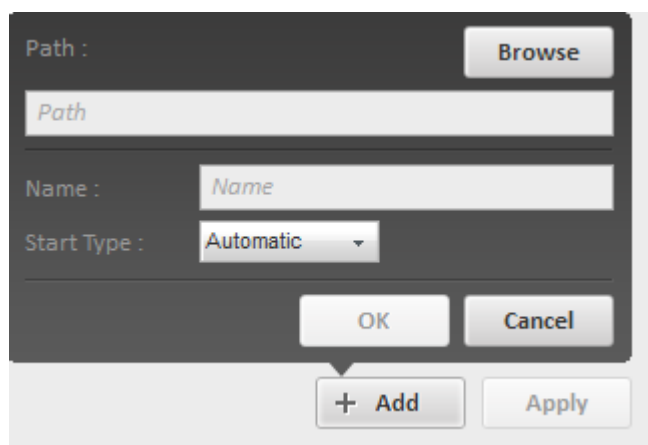 Path : Browse
Path
Name : Name
Start Type : Automatic
OK Cancel
+ Add Apply